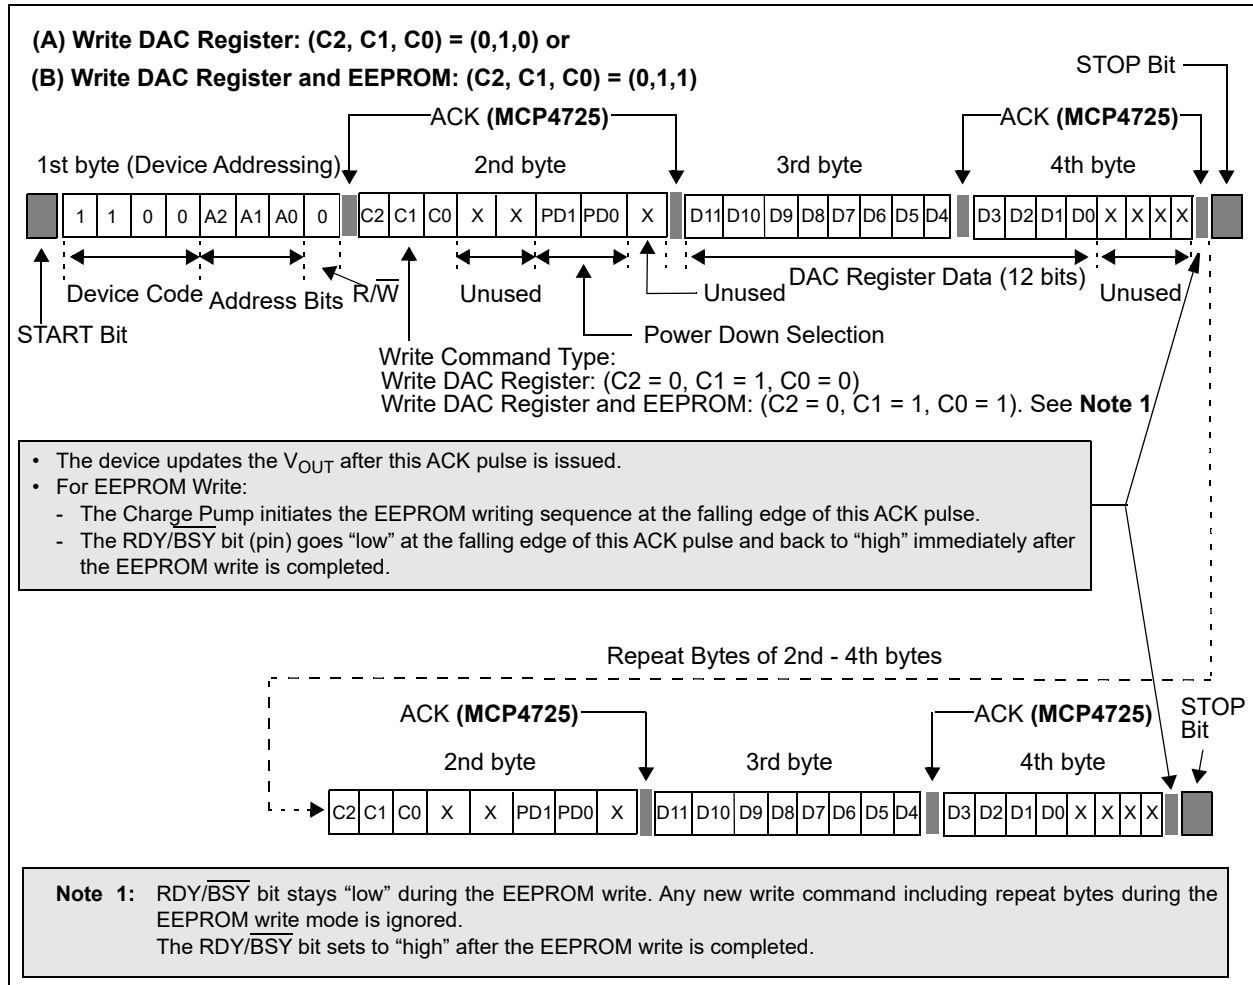 (A) Write DAC Register: (C2, C1, C0) = (0,1,0) or
(B) Write DAC Register and EEPROM: (C2, C1, C0) = (0,1,1)
STOP Bit
ACK (MCP4725)
ACK (MCP4725)
1st byte (Device Addressing)
2nd byte
3rd byte
4th byte
1 1 0 0 A2 A1 A0 0 C2 C1 C0 X X PD1 PD0 X D11 D10 D9 D8 D7 D6 D5 D4 D3 D2 D1 D0 X X X X
Device Code
Address Bits
R/W̅
Unused
Unused
DAC Register Data (12 bits)
Unused
START Bit
Power Down Selection
Write Command Type:
Write DAC Register: (C2 = 0, C1 = 1, C0 = 0)
Write DAC Register and EEPROM: (C2 = 0, C1 = 1, C0 = 1). See Note 1
• The device updates the VOUT after this ACK pulse is issued.
• For EEPROM Write:
- The Charge Pump initiates the EEPROM writing sequence at the falling edge of this ACK pulse.
- The RDY/B̅S̅Y̅ bit (pin) goes “low” at the falling edge of this ACK pulse and back to “high” immediately after
the EEPROM write is completed.
Repeat Bytes of 2nd - 4th bytes
ACK (MCP4725)
ACK (MCP4725)
STOP
Bit
2nd byte
3rd byte
4th byte
C2 C1 C0 X X PD1 PD0 X D11 D10 D9 D8 D7 D6 D5 D4 D3 D2 D1 D0 X X X X
Note 1: RDY/B̅S̅Y̅ bit stays “low” during the EEPROM write. Any new write command including repeat bytes during the
EEPROM write mode is ignored.
The RDY/B̅S̅Y̅ bit sets to “high” after the EEPROM write is completed.